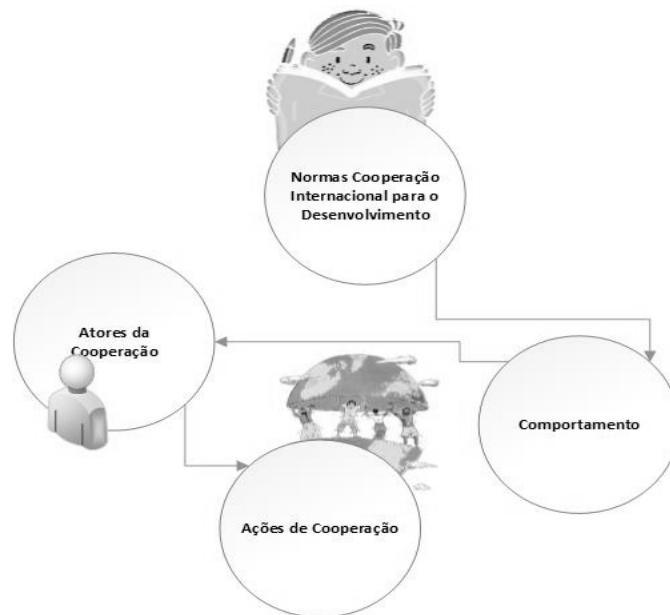 Normas Cooperação
Internacional para o
Desenvolvimento
Atores da
Cooperação
Comportamento
Ações de Cooperação